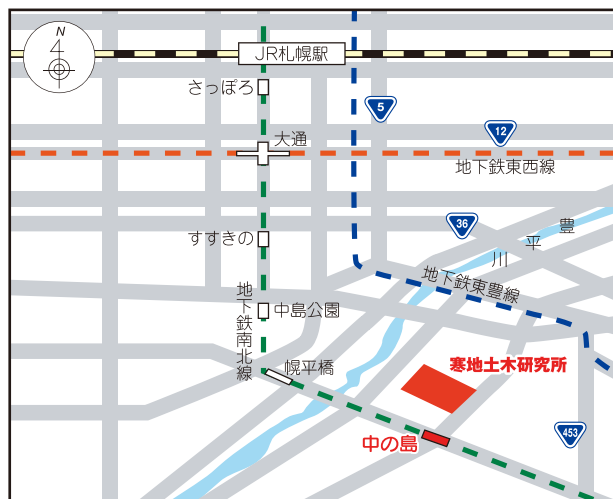 N
JR札幌駅
さっぽろ
5
12
大通
地下鉄東西線
36
豊平川
すすきの
地下鉄東豊線
地下鉄南北線
中島公園
幌平橋
寒地土木研究所
中の島
453